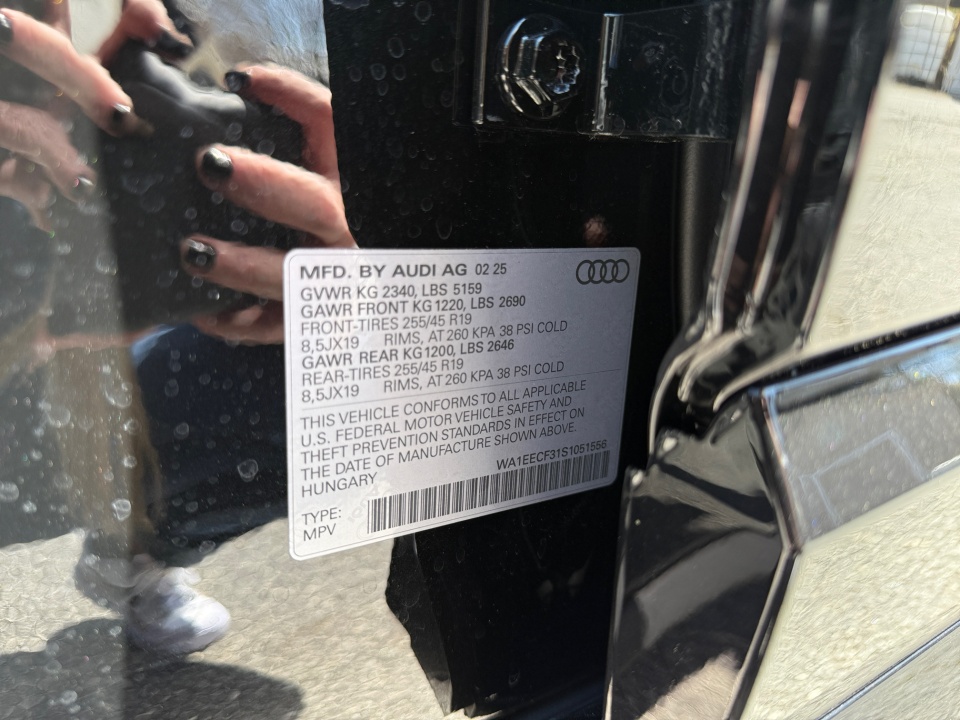 MFD. BY AUDI AG 02 25
GVWR KG 2340, LBS 5159
GAWR FRONT KG 1220, LBS 2690
FRONT-TIRES 255/45 R19
8,5JX19 RIMS, AT 260 KPA 38 PSI COLD
GAWR REAR KG 1200, LBS 2646
REAR-TIRES 255/45 R19
8,5JX19 RIMS, AT 260 KPA 38 PSI COLD
THIS VEHICLE CONFORMS TO ALL APPLICABLE
U.S. FEDERAL MOTOR VEHICLE SAFETY AND
THEFT PREVENTION STANDARDS IN EFFECT ON
THE DATE OF MANUFACTURE SHOWN ABOVE.
HUNGARY WA1EECF31S1051556
TYPE:
MPV